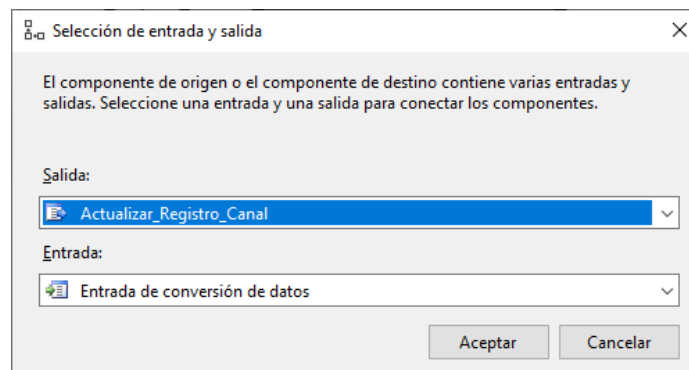 Selección de entrada y salida
El componente de origen o el componente de destino contiene varias entradas y
salidas. Seleccione una entrada y una salida para conectar los componentes.
Salida:
Actualizar_Registro_Canal
Entrada:
Entrada de conversión de datos
Aceptar
Cancelar